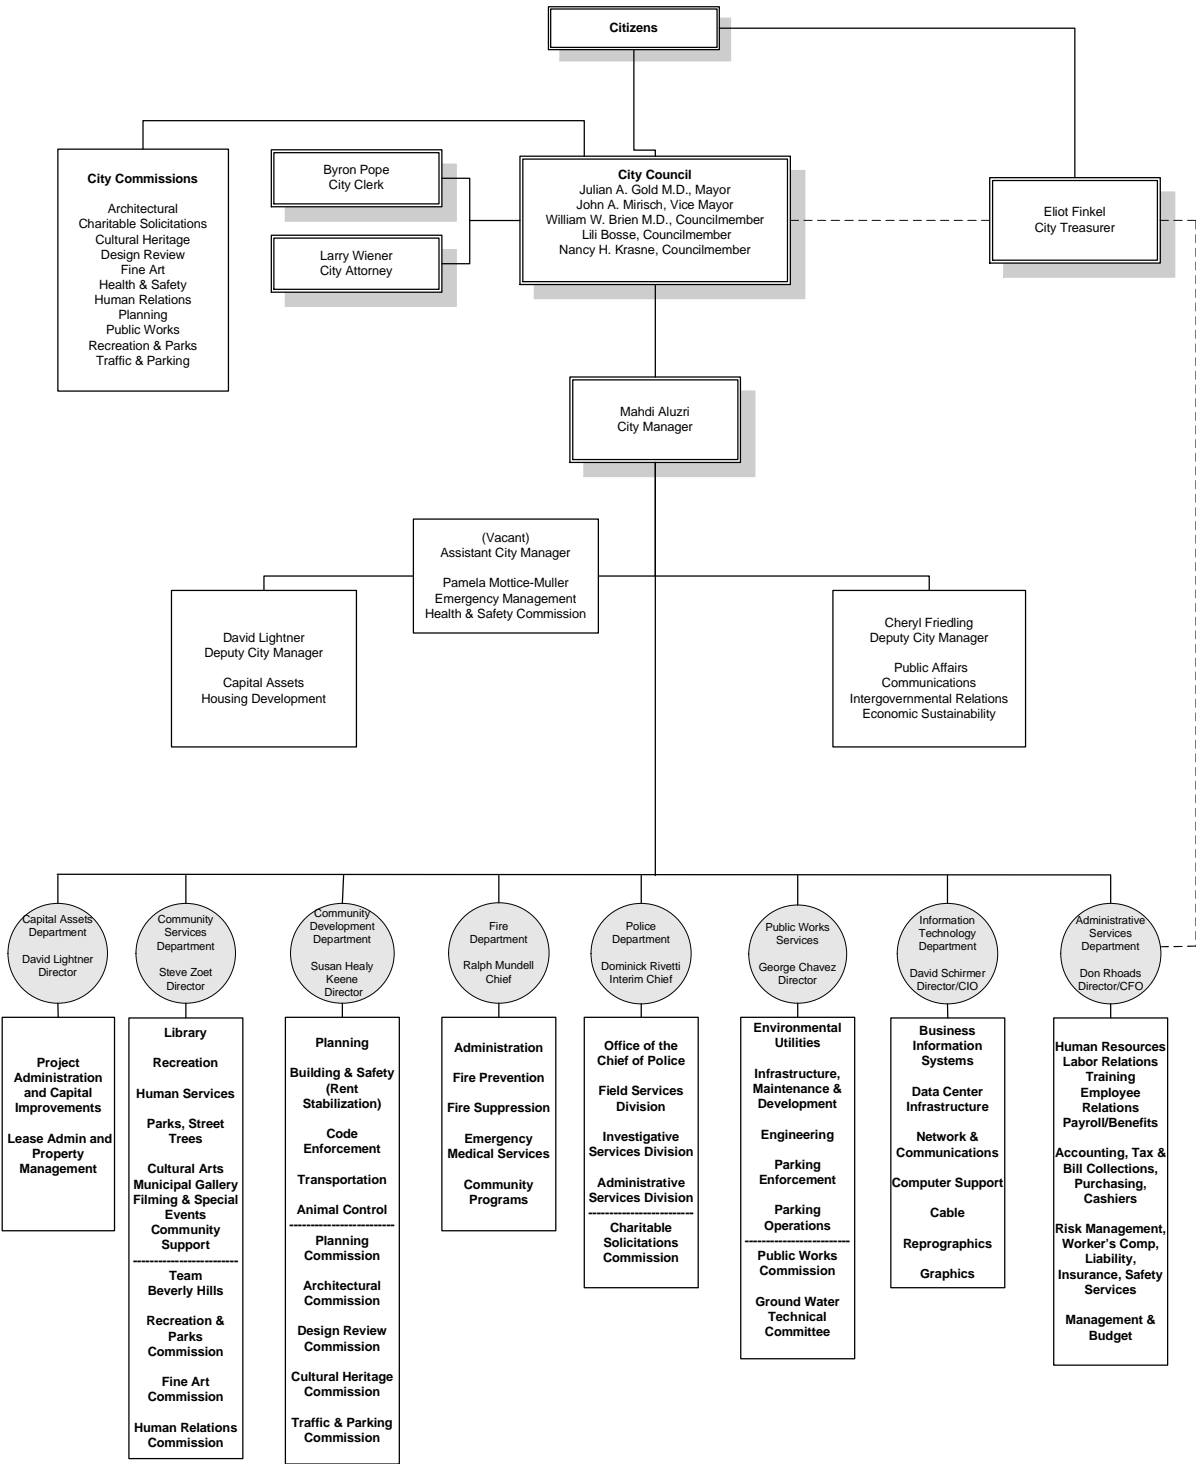 Citizens
City Commissions
Architectural
Charitable Solicitations
Cultural Heritage
Design Review
Fine Art
Health & Safety
Human Relations
Planning
Public Works
Recreation & Parks
Traffic & Parking
Byron Pope
City Clerk
Larry Wiener
City Attorney
City Council
Julian A. Gold M.D., Mayor
John A. Mirisch, Vice Mayor
William W. Brien M.D., Councilmember
Lili Bosse, Councilmember
Nancy H. Krasne, Councilmember
Eliot Finkel
City Treasurer
Mahdi Aluzri
City Manager
(Vacant)
Assistant City Manager
Pamela Mottice-Muller
Emergency Management
Health & Safety Commission
David Lightner
Deputy City Manager
Capital Assets
Housing Development
Cheryl Friedling
Deputy City Manager
Public Affairs
Communications
Intergovernmental Relations
Economic Sustainability
Capital Assets
Department
David Lightner
Director
Project
Administration
and Capital
Improvements
Lease Admin and
Property
Management
Community
Services
Department
Steve Zoet
Director
Library
Recreation
Human Services
Parks, Street
Trees
Cultural Arts
Municipal Gallery
Filming & Special
Events
Community
Support
-------------------------
Team
Beverly Hills
Recreation &
Parks
Commission
Fine Art
Commission
Human Relations
Commission
Community
Development
Department
Susan Healy
Keene
Director
Planning
Building & Safety
(Rent
Stabilization)
Code
Enforcement
Transportation
Animal Control
-------------------------
Planning
Commission
Architectural
Commission
Design Review
Commission
Cultural Heritage
Commission
Traffic & Parking
Commission
Fire
Department
Ralph Mundell
Chief
Administration
Fire Prevention
Fire Suppression
Emergency
Medical Services
Community
Programs
Police
Department
Dominick Rivetti
Interim Chief
Office of the
Chief of Police
Field Services
Division
Investigative
Services Division
Administrative
Services Division
-------------------------
Charitable
Solicitations
Commission
Public Works
Services
George Chavez
Director
Environmental
Utilities
Infrastructure,
Maintenance &
Development
Engineering
Parking
Enforcement
Parking
Operations
-------------------------
Public Works
Commission
Ground Water
Technical
Committee
Information
Technology
Department
David Schirmer
Director/CIO
Business
Information
Systems
Data Center
Infrastructure
Network &
Communications
Computer Support
Cable
Reprographics
Graphics
Administrative
Services
Department
Don Rhoads
Director/CFO
Human Resources
Labor Relations
Training
Employee
Relations
Payroll/Benefits
Accounting, Tax &
Bill Collections,
Purchasing,
Cashiers
Risk Management,
Worker's Comp,
Liability,
Insurance, Safety
Services
Management &
Budget